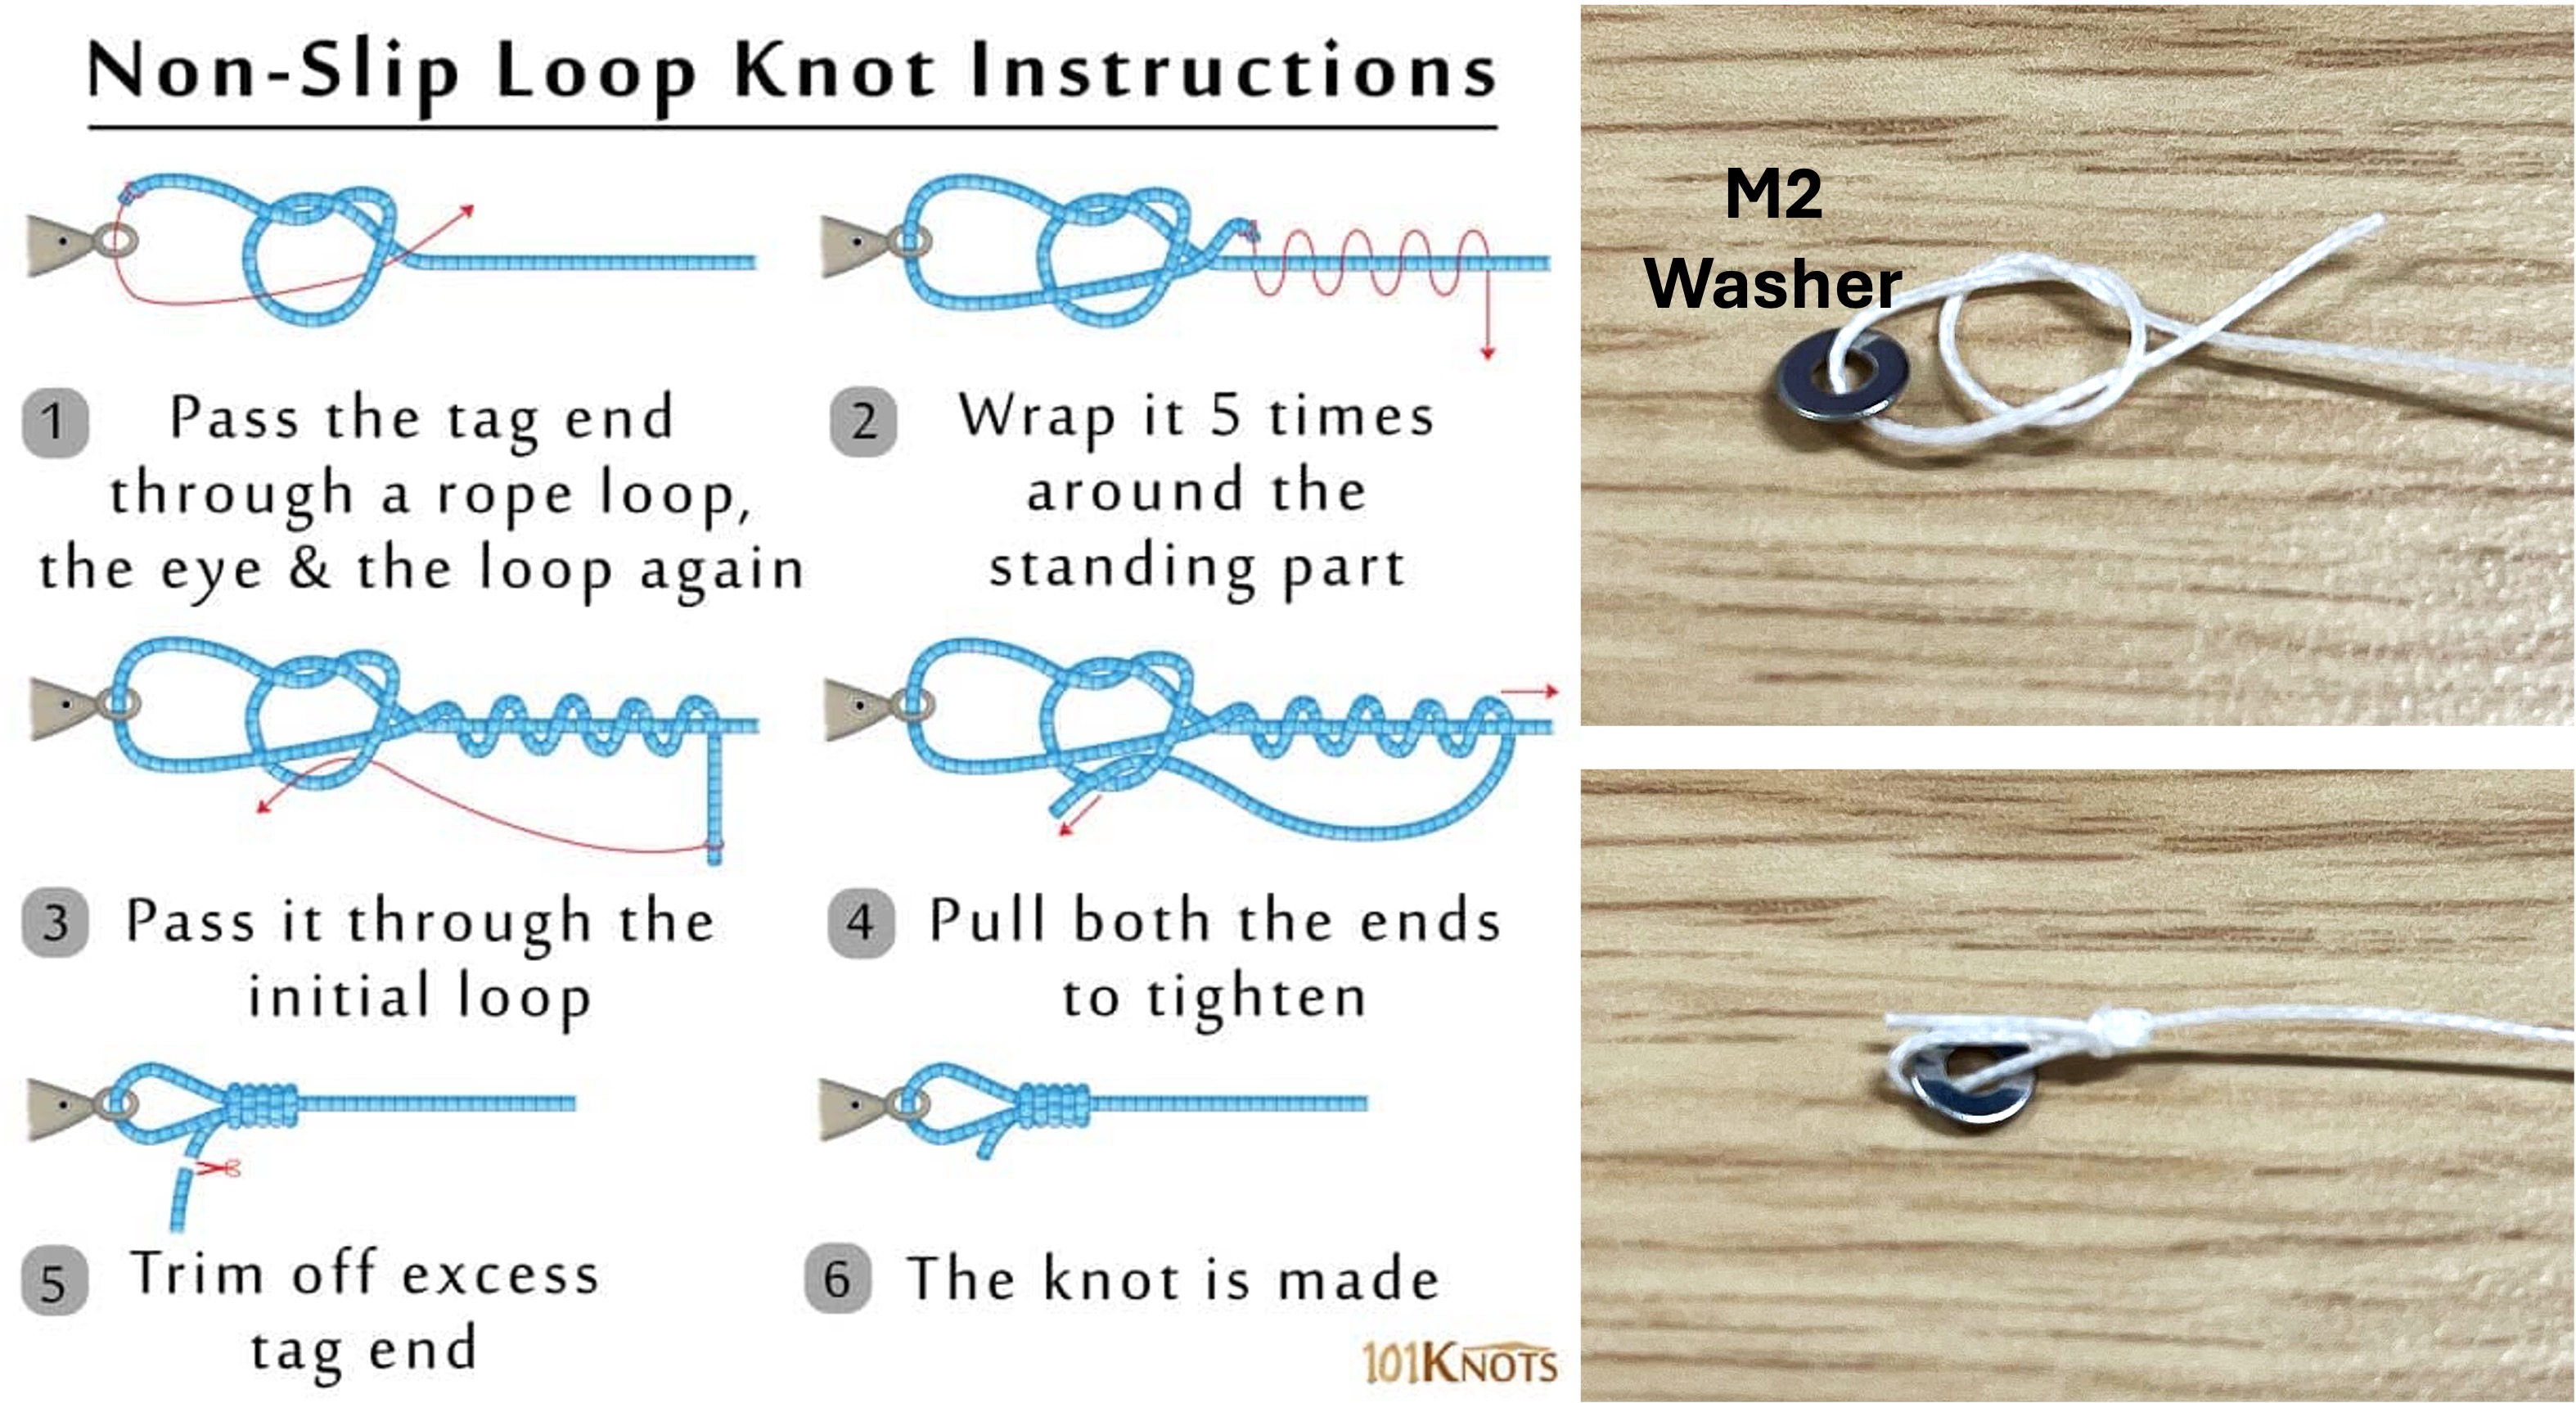 Non-Slip Loop Knot Instructions
1 Pass the tag end
through a rope loop,
the eye & the loop again
2 Wrap it 5 times
around the
standing part
3 Pass it through the
initial loop
4 Pull both the ends
to tighten
5 Trim off excess
tag end
6 The knot is made
101KNOTS
M2
Washer